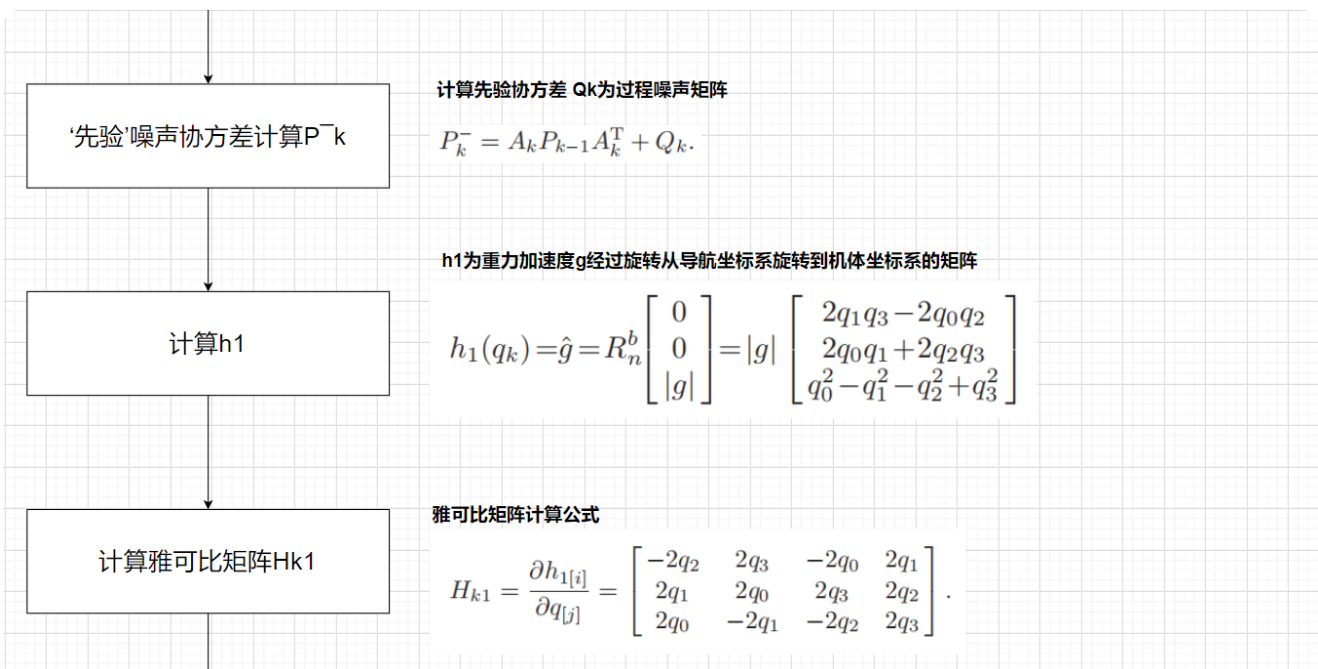 计算先验协方差 Qk为过程噪声矩阵
‘先验’噪声协方差计算P¯k
P_k^- = A_k P_{k-1} A_k^T + Q_k.
h1为重力加速度g经过旋转从导航坐标系旋转到机体坐标系的矩阵
计算h1
h_1(q_k) = ĝ = R_n^b [0; 0; |g|] = |g| [2q_1q_3 − 2q_0q_2; 2q_0q_1 + 2q_2q_3; q_0^2 − q_1^2 − q_2^2 + q_3^2]
雅可比矩阵计算公式
计算雅可比矩阵Hk1
H_{k1} = ∂h_{1[i]} / ∂q_{[j]} = [−2q_2 2q_3 −2q_0 2q_1; 2q_1 2q_0 2q_3 2q_2; 2q_0 −2q_1 −2q_2 2q_3] .